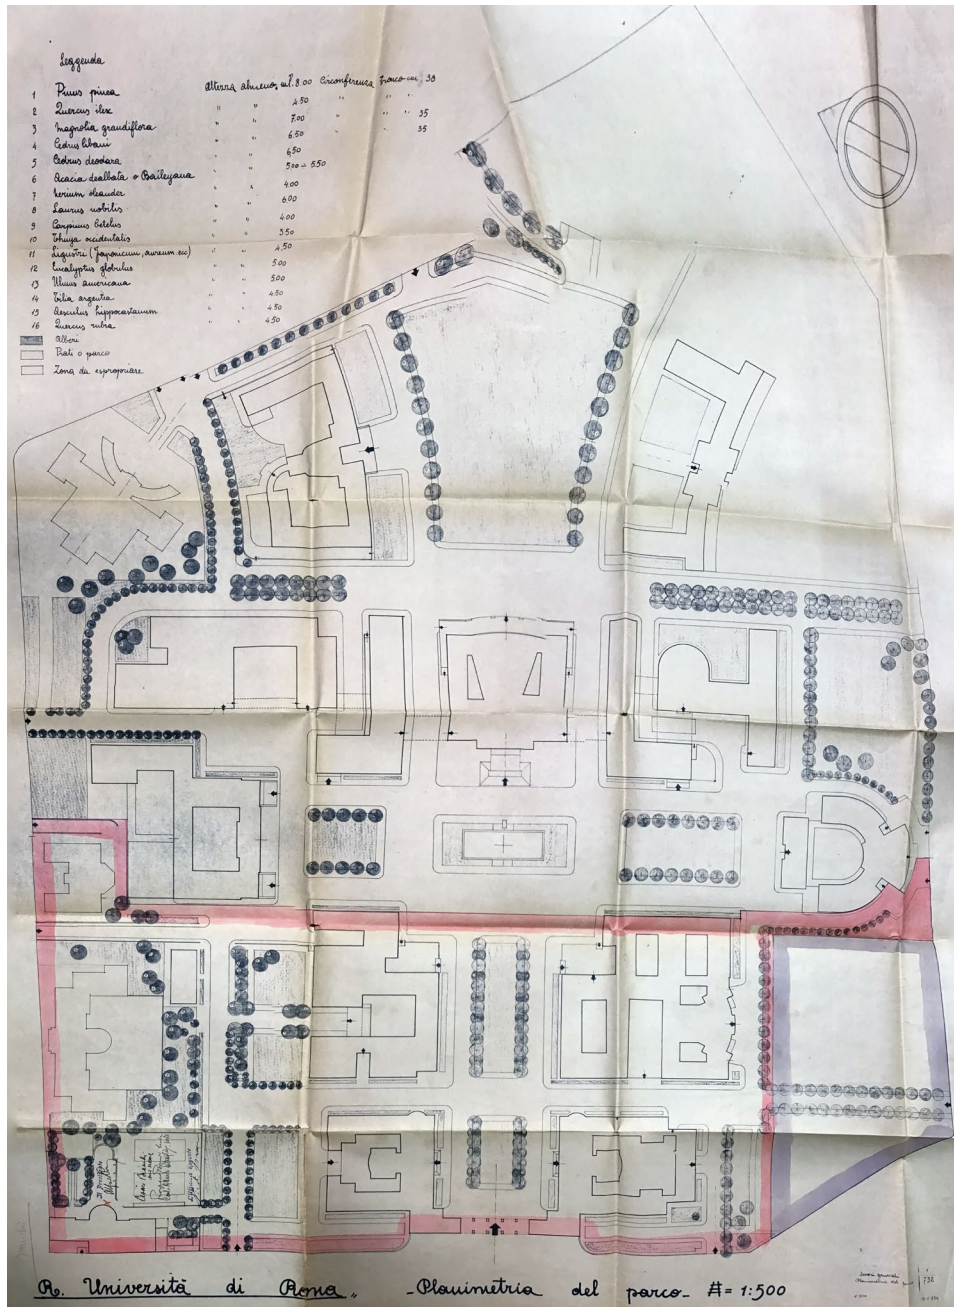 Leggenda
Altezza almeno ml. 8.00 Circonferenza Tronco cm. 38
1 Pinus pinea
" " 4.50 " " "
2 Quercus ilex
" " 7.00 " " " 35
3 Magnolia grandiflora
" " 6.50 " 35
4 Cedrus libani
" " 6,50
5 Cedrus deodara
" " 5.00 ÷ 5.50
6 Acacia dealbata o Baileyana
" " 4.00
7 Nerium oleander
" " 6.00
8 Laurus nobilis
" " 4.00
9 Carpinus betelus
" " 3.50
10 Thuya occidentalis
" " 4,50
11 Ligustri (Japonicum, aureum ecc)
" " 5.00
12 Eucalyptus globulus
" " 5.00
13 Ulmus americana
" " 4.50
14 Tilia argentia
" " 4.50
15 Aesculus hippocastanum
" " 4.50
16 Quercus rubra
Alberi
Prati o parco
Zona da espropriare
R. Università di Roma " - Planimetria del parco - #= 1:500
732